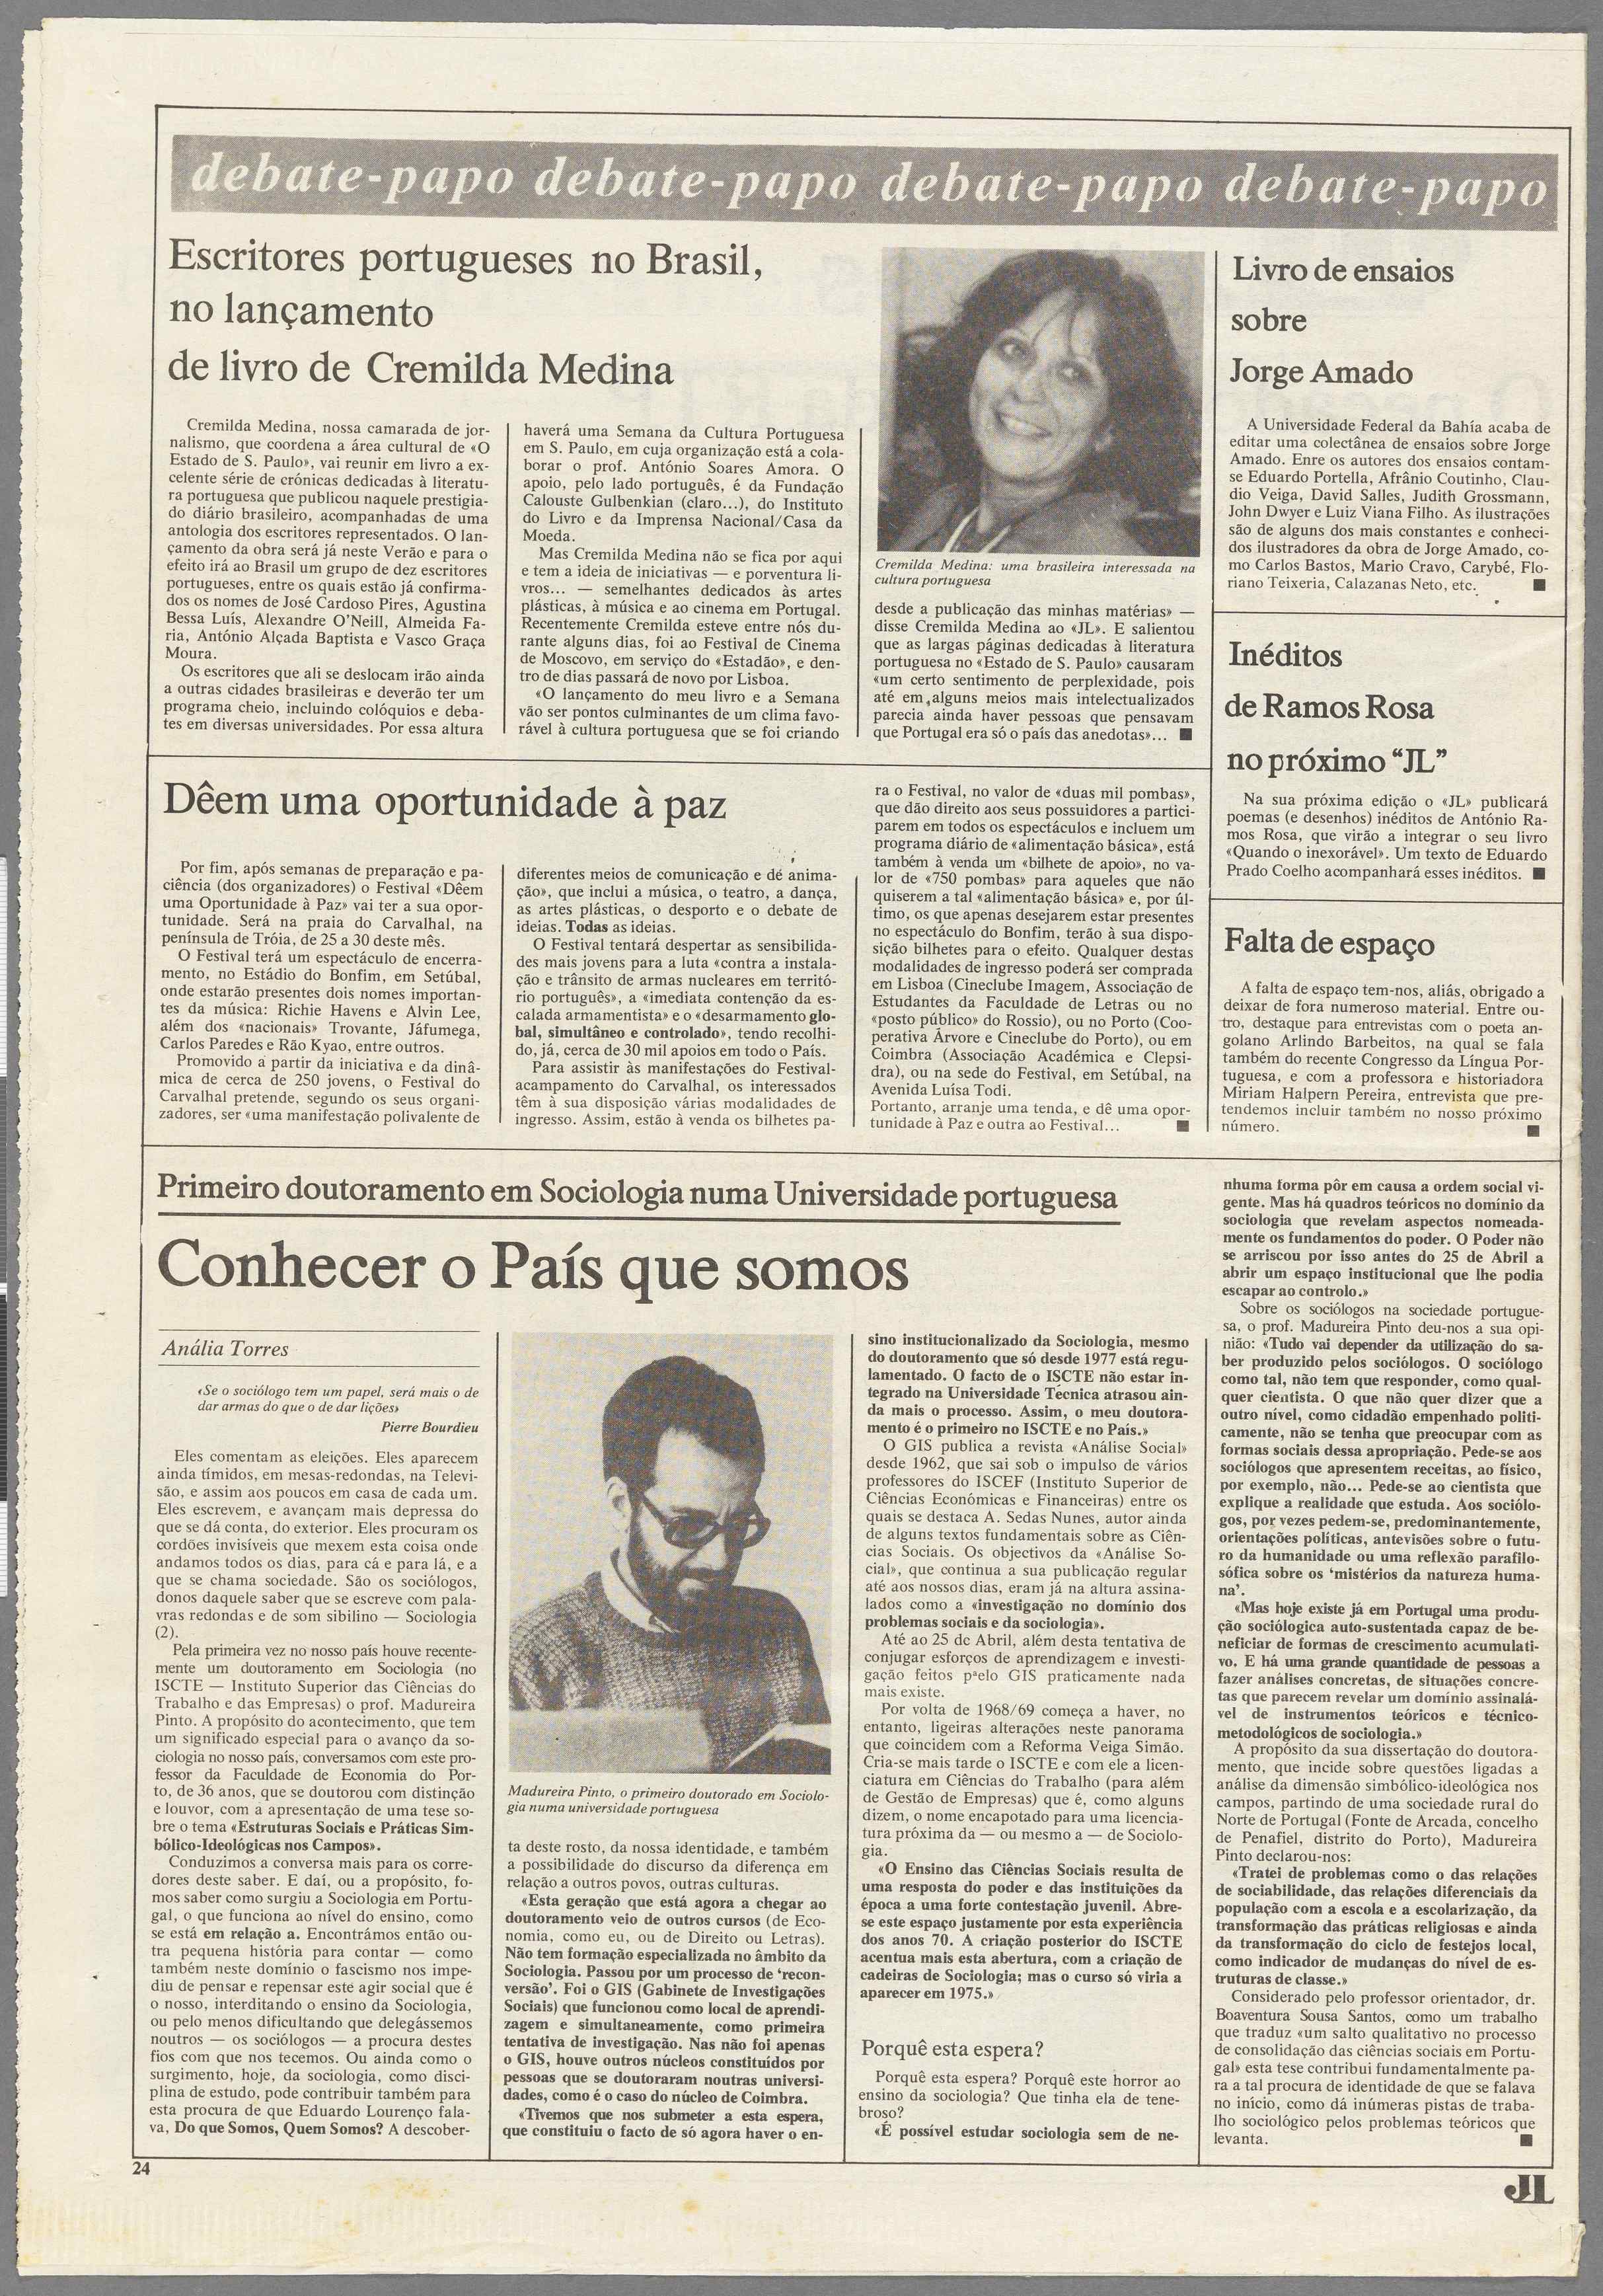 debate-papo debate-papo debate-papo debate-papo
Escritores portugueses no Brasil,
no lançamento
de livro de Cremilda Medina
Cremilda Medina, nossa camarada de jor-
nalismo, que coordena a área cultural de «O
Estado de S. Paulo», vai reunir em livro a ex-
celente série de crónicas dedicadas à literatu-
ra portuguesa que publicou naquele prestigia-
do diário brasileiro, acompanhadas de uma
antologia dos escritores representados. O lan-
çamento da obra será já neste Verão e para o
efeito irá ao Brasil um grupo de dez escritores
portugueses, entre os quais estão já confirma-
dos os nomes de José Cardoso Pires, Agustina
Bessa Luís, Alexandre O'Neill, Almeida Fa-
ria, António Alçada Baptista e Vasco Graça
Moura.
Os escritores que ali se deslocam irão ainda
a outras cidades brasileiras e deverão ter um
programa cheio, incluindo colóquios e deba-
tes em diversas universidades. Por essa altura
haverá uma Semana da Cultura Portuguesa
em S. Paulo, em cuja organização está a cola-
borar o prof. António Soares Amora. O
apoio, pelo lado português, é da Fundação
Calouste Gulbenkian (claro...), do Instituto
do Livro e da Imprensa Nacional/Casa da
Moeda.
Mas Cremilda Medina não se fica por aqui
e tem a ideia de iniciativas — e porventura li-
vros... — semelhantes dedicados às artes
plásticas, à música e ao cinema em Portugal.
Recentemente Cremilda esteve entre nós du-
rante alguns dias, foi ao Festival de Cinema
de Moscovo, em serviço do «Estadão», e den-
tro de dias passará de novo por Lisboa.
«O lançamento do meu livro e a Semana
vão ser pontos culminantes de um clima favo-
rável à cultura portuguesa que se foi criando
Cremilda Medina: uma brasileira interessada na
cultura portuguesa
desde a publicação das minhas matérias» —
disse Cremilda Medina ao «JL». E salientou
que as largas páginas dedicadas à literatura
portuguesa no «Estado de S. Paulo» causaram
«um certo sentimento de perplexidade, pois
até em alguns meios mais intelectualizados
parecia ainda haver pessoas que pensavam
que Portugal era só o país das anedotas»... ■
Livro de ensaios
sobre
Jorge Amado
A Universidade Federal da Bahía acaba de
editar uma colectânea de ensaios sobre Jorge
Amado. Enre os autores dos ensaios contam-
se Eduardo Portella, Afrânio Coutinho, Clau-
dio Veiga, David Salles, Judith Grossmann,
John Dwyer e Luiz Viana Filho. As ilustrações
são de alguns dos mais constantes e conheci-
dos ilustradores da obra de Jorge Amado, co-
mo Carlos Bastos, Mario Cravo, Carybé, Flo-
riano Teixeria, Calazanas Neto, etc. ■
Inéditos
de Ramos Rosa
no próximo “JL”
Na sua próxima edição o «JL» publicará
poemas (e desenhos) inéditos de António Ra-
mos Rosa, que virão a integrar o seu livro
«Quando o inexorável». Um texto de Eduardo
Prado Coelho acompanhará esses inéditos. ■
Falta de espaço
A falta de espaço tem-nos, aliás, obrigado a
deixar de fora numeroso material. Entre ou-
tro, destaque para entrevistas com o poeta an-
golano Arlindo Barbeitos, na qual se fala
também do recente Congresso da Língua Por-
tuguesa, e com a professora e historiadora
Miriam Halpern Pereira, entrevista que pre-
tendemos incluir também no nosso próximo
número. ■
Dêem uma oportunidade à paz
Por fim, após semanas de preparação e pa-
ciência (dos organizadores) o Festival «Dêem
uma Oportunidade à Paz» vai ter a sua opor-
tunidade. Será na praia do Carvalhal, na
península de Tróia, de 25 a 30 deste mês.
O Festival terá um espectáculo de encerra-
mento, no Estádio do Bonfim, em Setúbal,
onde estarão presentes dois nomes importan-
tes da música: Richie Havens e Alvin Lee,
além dos «nacionais» Trovante, Jáfumega,
Carlos Paredes e Rão Kyao, entre outros.
Promovido a partir da iniciativa e da dinâ-
mica de cerca de 250 jovens, o Festival do
Carvalhal pretende, segundo os seus organi-
zadores, ser «uma manifestação polivalente de
diferentes meios de comunicação e de anima-
ção», que inclui a música, o teatro, a dança,
as artes plásticas, o desporto e o debate de
ideias. Todas as ideias.
O Festival tentará despertar as sensibilida-
des mais jovens para a luta «contra a instala-
ção e trânsito de armas nucleares em territó-
rio português», a «imediata contenção da es-
calada armamentista» e o «desarmamento glo-
bal, simultâneo e controlado», tendo recolhi-
do, já, cerca de 30 mil apoios em todo o País.
Para assistir às manifestações do Festival-
acampamento do Carvalhal, os interessados
têm à sua disposição várias modalidades de
ingresso. Assim, estão à venda os bilhetes pa-
ra o Festival, no valor de «duas mil pombas»,
que dão direito aos seus possuidores a partici-
parem em todos os espectáculos e incluem um
programa diário de «alimentação básica», está
também à venda um «bilhete de apoio», no va-
lor de «750 pombas» para aqueles que não
quiserem a tal «alimentação básica» e, por úl-
timo, os que apenas desejarem estar presentes
no espectáculo do Bonfim, terão à sua dispo-
sição bilhetes para o efeito. Qualquer destas
modalidades de ingresso poderá ser comprada
em Lisboa (Cineclube Imagem, Associação de
Estudantes da Faculdade de Letras ou no
«posto público» do Rossio), ou no Porto (Coo-
perativa Árvore e Cineclube do Porto), ou em
Coimbra (Associação Académica e Clepsi-
dra), ou na sede do Festival, em Setúbal, na
Avenida Luísa Todi.
Portanto, arranje uma tenda, e dê uma opor-
tunidade à Paz e outra ao Festival... ■
Primeiro doutoramento em Sociologia numa Universidade portuguesa
Conhecer o País que somos
Anália Torres
«Se o sociólogo tem um papel, será mais o de
dar armas do que o de dar lições»
Pierre Bourdieu
Eles comentam as eleições. Eles aparecem
ainda tímidos, em mesas-redondas, na Televi-
são, e assim aos poucos em casa de cada um.
Eles escrevem, e avançam mais depressa do
que se dá conta, do exterior. Eles procuram os
cordões invisíveis que mexem esta coisa onde
andamos todos os dias, para cá e para lá, e a
que se chama sociedade. São os sociólogos,
donos daquele saber que se escreve com pala-
vras redondas e de som sibilino — Sociologia
(2).
Pela primeira vez no nosso país houve recente-
mente um doutoramento em Sociologia (no
ISCTE — Instituto Superior das Ciências do
Trabalho e das Empresas) o prof. Madureira
Pinto. A propósito do acontecimento, que tem
um significado especial para o avanço da so-
ciologia no nosso país, conversamos com este pro-
fessor da Faculdade de Economia do Por-
to, de 36 anos, que se doutorou com distinção
e louvor, com a apresentação de uma tese so-
bre o tema «Estruturas Sociais e Práticas Sim-
bólico-Ideológicas nos Campos».
Conduzimos a conversa mais para os corre-
dores deste saber. E daí, ou a propósito, fo-
mos saber como surgiu a Sociologia em Portu-
gal, o que funciona ao nível do ensino, como
se está em relação a. Encontrámos então ou-
tra pequena história para contar — como
também neste domínio o fascismo nos impe-
diu de pensar e repensar este agir social que é
o nosso, interditando o ensino da Sociologia,
ou pelo menos dificultando que delegássemos
noutros — os sociólogos — a procura destes
fios com que nos tecemos. Ou ainda como o
surgimento, hoje, da sociologia, como disci-
plina de estudo, pode contribuir também para
esta procura de que Eduardo Lourenço fala-
va, Do que Somos, Quem Somos? A descober-
Madureira Pinto, o primeiro doutorado em Sociolo-
gia numa universidade portuguesa
ta deste rosto, da nossa identidade, e também
a possibilidade do discurso da diferença em
relação a outros povos, outras culturas.
«Esta geração que está agora a chegar ao
doutoramento veio de outros cursos (de Eco-
nomia, como eu, ou de Direito ou Letras).
Não tem formação especializada no âmbito da
Sociologia. Passou por um processo de 'recon-
versão'. Foi o GIS (Gabinete de Investigações
Sociais) que funcionou como local de aprendi-
zagem e simultaneamente, como primeira
tentativa de investigação. Nas não foi apenas
o GIS, houve outros núcleos constituídos por
pessoas que se doutoraram noutras universi-
dades, como é o caso do núcleo de Coimbra.
«Tivemos que nos submeter a esta espera,
que constituiu o facto de só agora haver o en-
sino institucionalizado da Sociologia, mesmo
do doutoramento que só desde 1977 está regu-
lamentado. O facto de o ISCTE não estar in-
tegrado na Universidade Técnica atrasou ain-
da mais o processo. Assim, o meu doutora-
mento é o primeiro no ISCTE e no País.»
O GIS publica a revista «Análise Social»
desde 1962, que sai sob o impulso de vários
professores do ISCEF (Instituto Superior de
Ciências Económicas e Financeiras) entre os
quais se destaca A. Sedas Nunes, autor ainda
de alguns textos fundamentais sobre as Ciên-
cias Sociais. Os objectivos da «Análise So-
cial», que continua a sua publicação regular
até aos nossos dias, eram já na altura assina-
lados como a «investigação no domínio dos
problemas sociais e da sociologia».
Até ao 25 de Abril, além desta tentativa de
conjugar esforços de aprendizagem e investi-
gação feitos pªelo GIS praticamente nada
mais existe.
Por volta de 1968/69 começa a haver, no
entanto, ligeiras alterações neste panorama
que coincidem com a Reforma Veiga Simão.
Cria-se mais tarde o ISCTE e com ele a licen-
ciatura em Ciências do Trabalho (para além
de Gestão de Empresas) que é, como alguns
dizem, o nome encapotado para uma licencia-
tura próxima da — ou mesmo a — de Sociolo-
gia.
«O Ensino das Ciências Sociais resulta de
uma resposta do poder e das instituições da
época a uma forte contestação juvenil. Abre-
se este espaço justamente por esta experiência
dos anos 70. A criação posterior do ISCTE
acentua mais esta abertura, com a criação de
cadeiras de Sociologia; mas o curso só viria a
aparecer em 1975.»
Porquê esta espera?
Porquê esta espera? Porquê este horror ao
ensino da sociologia? Que tinha ela de tene-
broso?
«É possível estudar sociologia sem de ne-
nhuma forma pôr em causa a ordem social vi-
gente. Mas há quadros teóricos no domínio da
sociologia que revelam aspectos nomeada-
mente os fundamentos do poder. O Poder não
se arriscou por isso antes do 25 de Abril a
abrir um espaço institucional que lhe podia
escapar ao controlo.»
Sobre os sociólogos na sociedade portugue-
sa, o prof. Madureira Pinto deu-nos a sua opi-
nião: «Tudo vai depender da utilização do sa-
ber produzido pelos sociólogos. O sociólogo
como tal, não tem que responder, como qual-
quer cientista. O que não quer dizer que a
outro nível, como cidadão empenhado politi-
camente, não se tenha que preocupar com as
formas sociais dessa apropriação. Pede-se aos
sociólogos que apresentem receitas, ao físico,
por exemplo, não... Pede-se ao cientista que
explique a realidade que estuda. Aos sociólo-
gos, por vezes pedem-se, predominantemente,
orientações políticas, antevisões sobre o futu-
ro da humanidade ou uma reflexão parafilo-
sófica sobre os 'mistérios da natureza huma-
na'.
«Mas hoje existe já em Portugal uma produ-
ção sociológica auto-sustentada capaz de be-
neficiar de formas de crescimento acumulati-
vo. E há uma grande quantidade de pessoas a
fazer análises concretas, de situações concre-
tas que parecem revelar um domínio assinalá-
vel de instrumentos teóricos e técnico-
metodológicos de sociologia.»
A propósito da sua dissertação do doutora-
mento, que incide sobre questões ligadas a
análise da dimensão simbólico-ideológica nos
campos, partindo de uma sociedade rural do
Norte de Portugal (Fonte de Arcada, concelho
de Penafiel, distrito do Porto), Madureira
Pinto declarou-nos:
«Tratei de problemas como o das relações
de sociabilidade, das relações diferenciais da
população com a escola e a escolarização, da
transformação das práticas religiosas e ainda
da transformação do ciclo de festejos local,
como indicador de mudanças do nível de es-
truturas de classe.»
Considerado pelo professor orientador, dr.
Boaventura Sousa Santos, como um trabalho
que traduz «um salto qualitativo no processo
de consolidação das ciências sociais em Portu-
gal» esta tese contribui fundamentalmente pa-
ra a tal procura de identidade de que se falava
no início, como dá inúmeras pistas de traba-
lho sociológico pelos problemas teóricos que
levanta. ■
24
JL